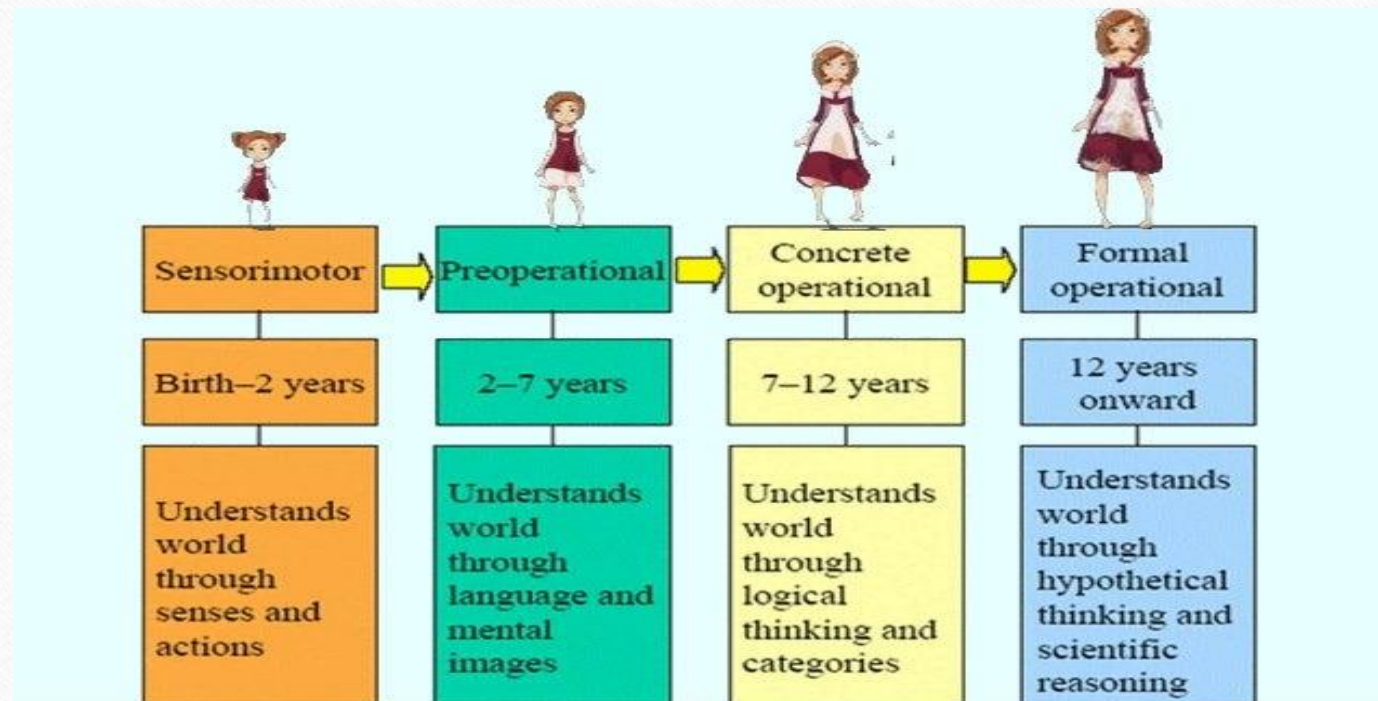 Sensorimotor
Preoperational
Concrete
operational
Formal
operational
Birth–2 years
2–7 years
7–12 years
12 years
onward
Understands
world
through
senses and
actions
Understands
world
through
language and
mental
images
Understands
world
through
logical
thinking and
categories
Understands
world
through
hypothetical
thinking and
scientific
reasoning